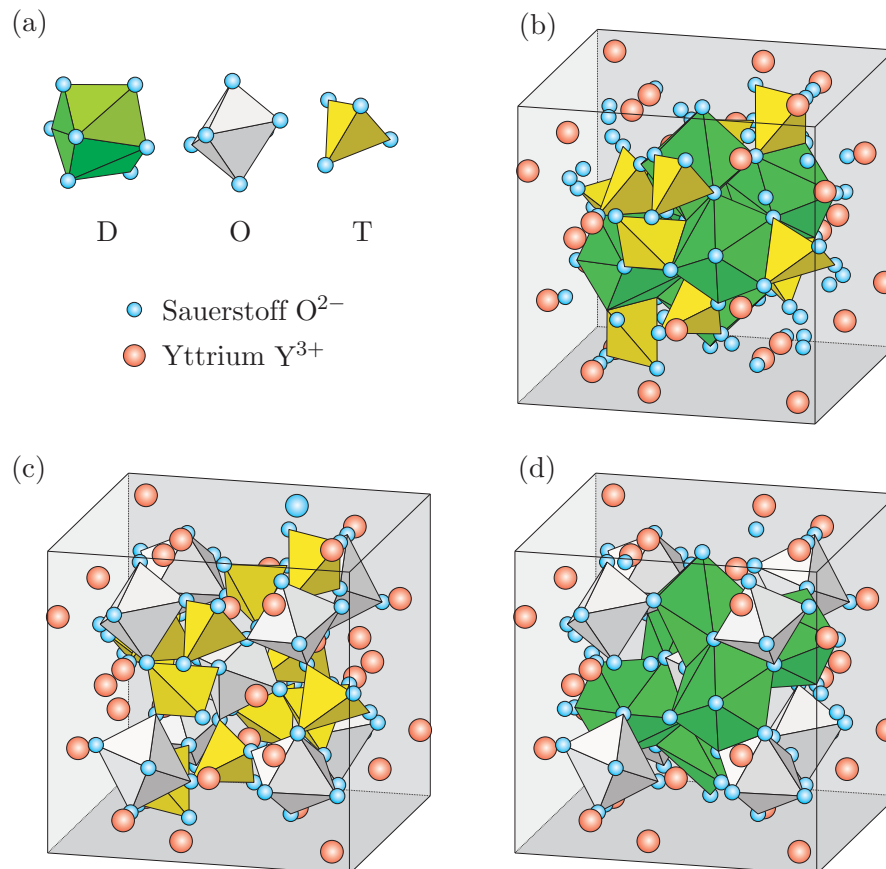 (a)
(b)
D
O
T
Sauerstoff O²⁻
Yttrium Y³⁺
(c)
(d)